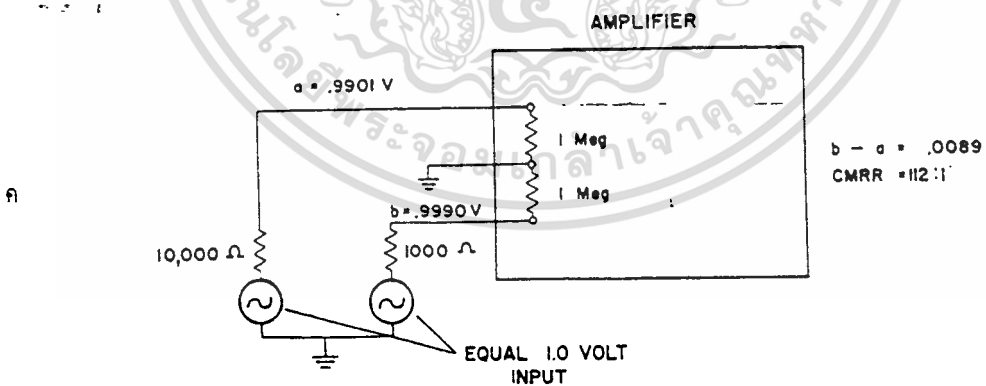 AMPLIFIER
a = .9901 V
1 Meg
1 Meg
b = .9990 V
b - a = .0089
CMRR = 112:1
ค
10,000 Ω
1000 Ω
EQUAL 1.0 VOLT
INPUT